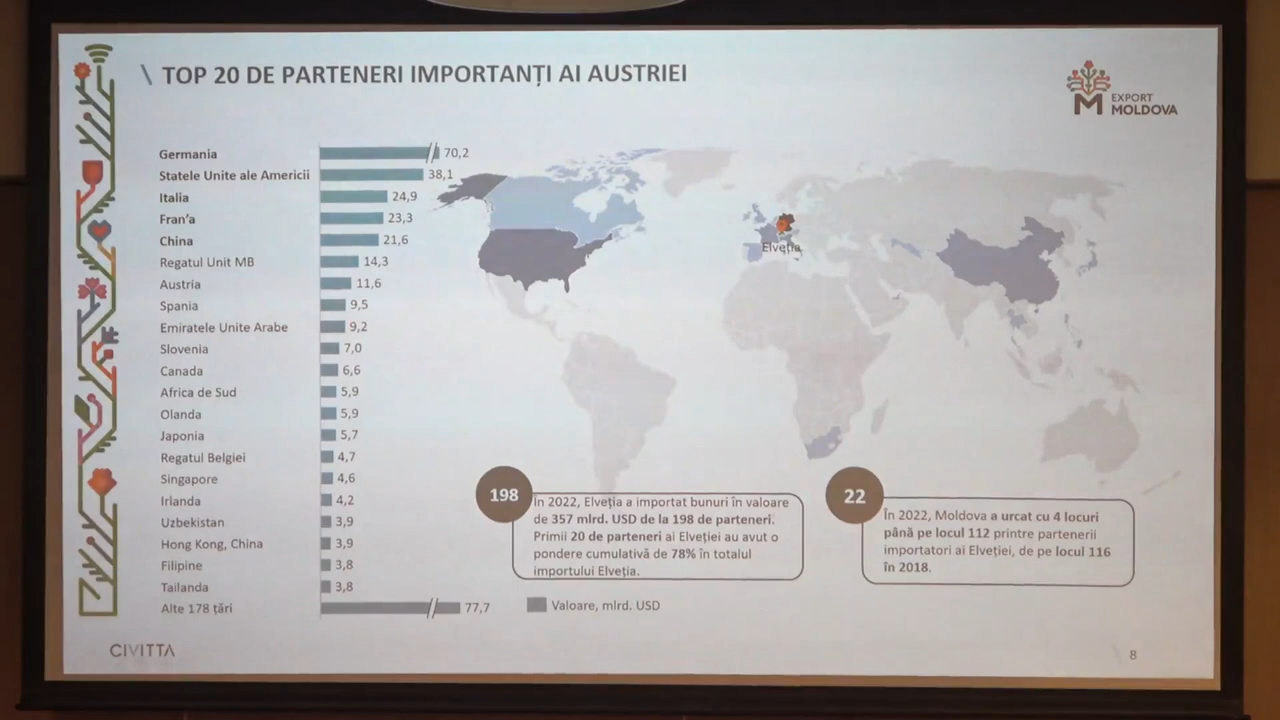 \ TOP 20 DE PARTENERI IMPORTANȚI AI AUSTRIEI
EXPORT
MOLDOVA
Germania 70,2
Statele Unite ale Americii 38,1
Italia 24,9
Fran'a 23,3
China 21,6
Regatul Unit MB 14,3
Austria 11,6
Spania 9,5
Emiratele Unite Arabe 9,2
Slovenia 7,0
Canada 6,6
Africa de Sud 5,9
Olanda 5,9
Japonia 5,7
Regatul Belgiei 4,7
Singapore 4,6
Irlanda 4,2
Uzbekistan 3,9
Hong Kong, China 3,9
Filipine 3,8
Tailanda 3,8
Alte 178 țări 77,7
Elveția
198
În 2022, Elveția a importat bunuri în valoare
de 357 mlrd. USD de la 198 de parteneri.
Primii 20 de parteneri ai Elveției au avut o
pondere cumulativă de 78% în totalul
importului Elveția.
22
În 2022, Moldova a urcat cu 4 locuri
până pe locul 112 printre partenerii
importatori ai Elveției, de pe locul 116
în 2018.
Valoare, mlrd. USD
CIVITTA
8